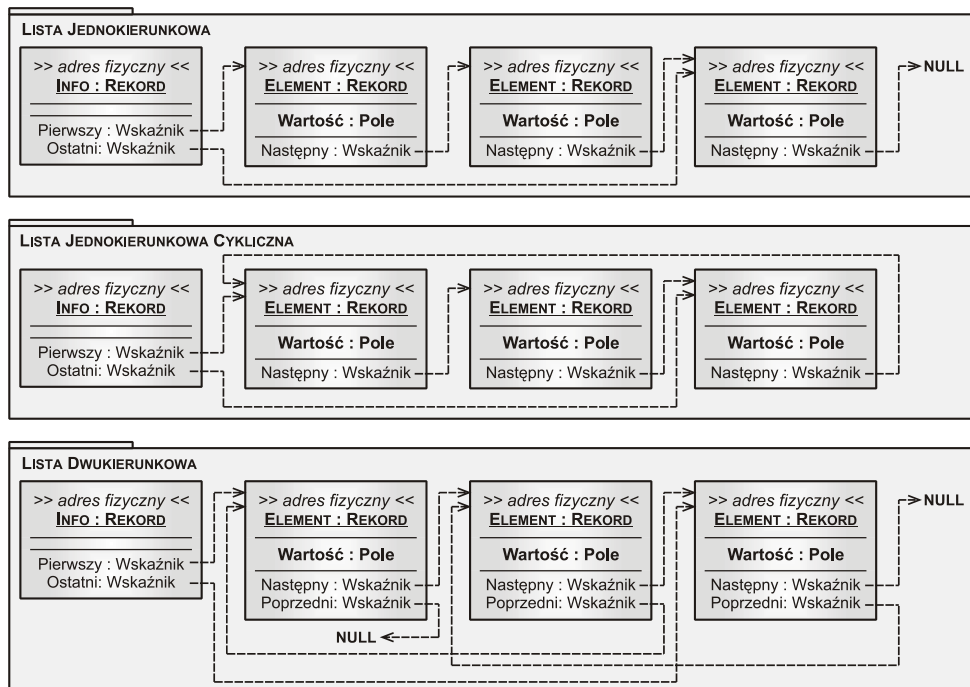 LISTA JEDNOKIERUNKOWA
>> adres fizyczny << >> adres fizyczny << >> adres fizyczny << >> adres fizyczny <<
INFO : REKORD ELEMENT : REKORD ELEMENT : REKORD ELEMENT : REKORD
NULL
Wartość : Pole Wartość : Pole Wartość : Pole
Pierwszy : Wskaźnik
Ostatni: Wskaźnik Następny : Wskaźnik Następny : Wskaźnik Następny : Wskaźnik
LISTA JEDNOKIERUNKOWA CYKLICZNA
>> adres fizyczny << >> adres fizyczny << >> adres fizyczny << >> adres fizyczny <<
INFO : REKORD ELEMENT : REKORD ELEMENT : REKORD ELEMENT : REKORD
Wartość : Pole Wartość : Pole Wartość : Pole
Pierwszy : Wskaźnik
Ostatni: Wskaźnik Następny : Wskaźnik Następny : Wskaźnik Następny : Wskaźnik
LISTA DWUKIERUNKOWA
>> adres fizyczny << >> adres fizyczny << >> adres fizyczny << >> adres fizyczny << NULL
INFO : REKORD ELEMENT : REKORD ELEMENT : REKORD ELEMENT : REKORD
Wartość : Pole Wartość : Pole Wartość : Pole
Pierwszy : Wskaźnik
Ostatni: Wskaźnik Następny : Wskaźnik Następny : Wskaźnik Następny : Wskaźnik
Poprzedni: Wskaźnik Poprzedni: Wskaźnik Poprzedni: Wskaźnik
NULL